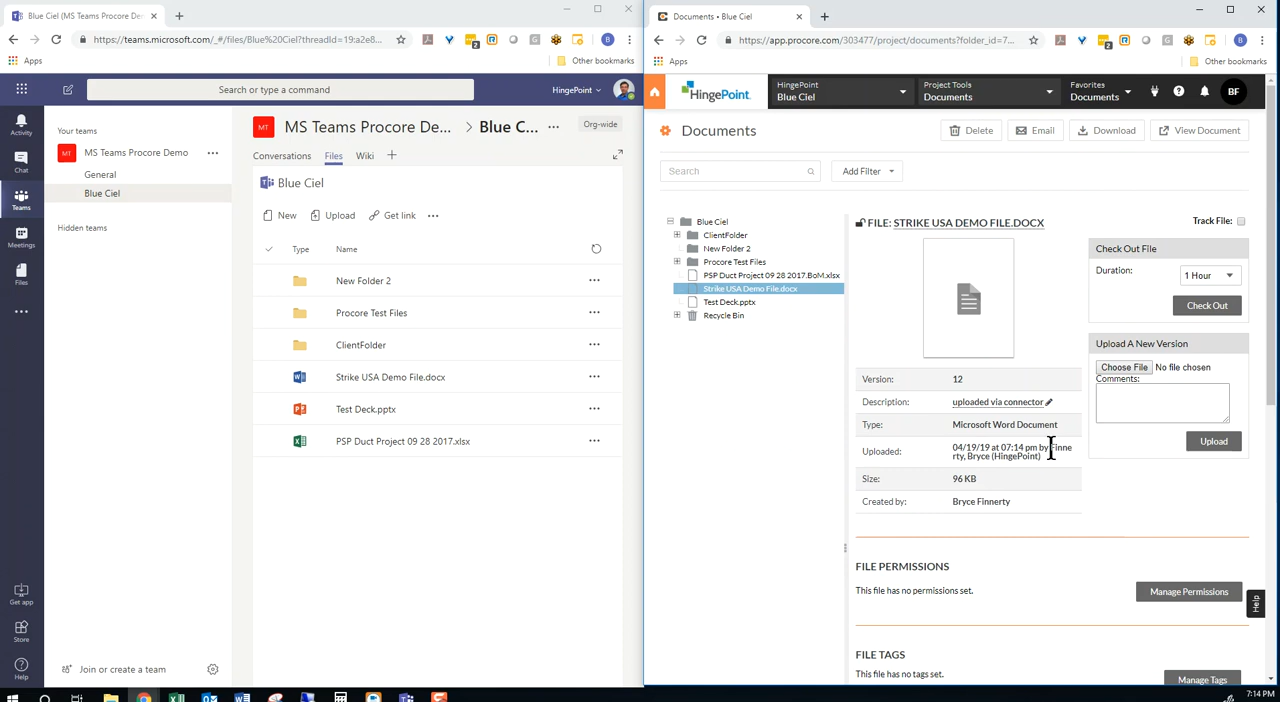 Blue Ciel (MS Teams Procore De
https://teams.microsoft.com/_#/files/Blue%20Ciel?threadId=19:a2e8...
Apps
Other bookmarks
Search or type a command
HingePoint
Activity
Chat
Teams
Meetings
Files
Get app
Store
Help
Your teams
MT
MS Teams Procore Demo
General
Blue Ciel
Hidden teams
Join or create a team
MT
MS Teams Procore De... > Blue C...
Org-wide
Conversations
Files
Wiki
Blue Ciel
New
Upload
Get link
Type
Name
New Folder 2
Procore Test Files
ClientFolder
Strike USA Demo File.docx
Test Deck.pptx
PSP Duct Project 09 28 2017.xlsx
Documents • Blue Ciel
https://app.procore.com/303477/project/documents?folder_id=7...
Apps
Other bookmarks
HingePoint.
HingePoint
Blue Ciel
Project Tools
Documents
Favorites
Documents
BF
Documents
Delete
Email
Download
View Document
Search
Add Filter
Blue Ciel
ClientFolder
New Folder 2
Procore Test Files
PSP Duct Project 09 28 2017.BoM.xlsx
Strike USA Demo File.docx
Test Deck.pptx
Recycle Bin
FILE: STRIKE USA DEMO FILE.DOCX
Track File:
Version: 12
Description: uploaded via connector
Type: Microsoft Word Document
Uploaded: 04/19/19 at 07:14 pm by Finne
rty, Bryce (HingePoint)
Size: 96 KB
Created by: Bryce Finnerty
Check Out File
Duration: 1 Hour
Check Out
Upload A New Version
Choose File No file chosen
Comments:
Upload
FILE PERMISSIONS
This file has no permissions set.
Manage Permissions
Help
FILE TAGS
This file has no tags set.
Manage Tags
7:14 PM